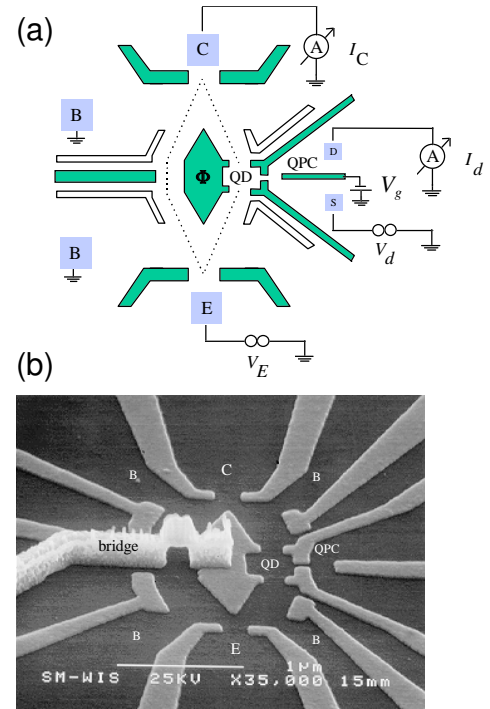 (a)
C
A
I_C
B
Φ
QD
QPC
D
A
I_d
V_g
S
V_d
B
E
V_E
(b)
C
B
B
bridge
QPC
QD
B
B
E
1μm
SM-WIS 25KV X35,000 15mm